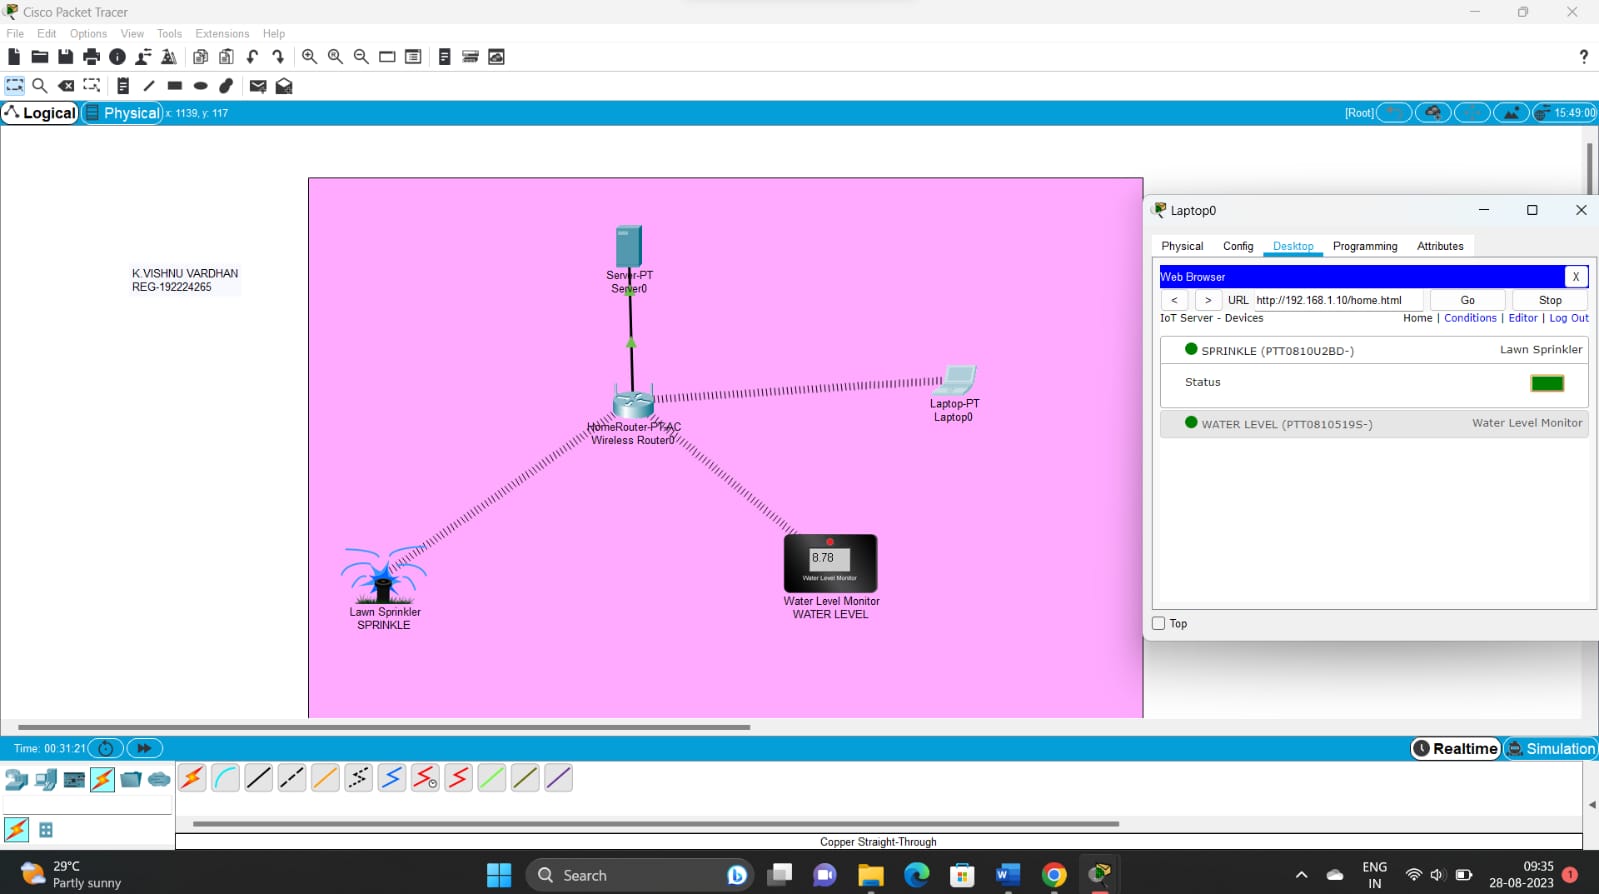 Cisco Packet Tracer
File Edit Options View Tools Extensions Help
?
Logical Physical x: 1139, y: 117
[Root] 15:49:00
K.VISHNU VARDHAN
REG-192224265
Server-PT
Server0
HomeRouter-PT-AC
Wireless Router0
Laptop-PT
Laptop0
Lawn Sprinkler
SPRINKLE
8.78
Water Level Monitor
Water Level Monitor
WATER LEVEL
Laptop0
Physical Config Desktop Programming Attributes
Web Browser X
< > URL http://192.168.1.10/home.html Go Stop
IoT Server - Devices Home | Conditions | Editor | Log Out
SPRINKLE (PTT0810U2BD-) Lawn Sprinkler
Status
WATER LEVEL (PTT0810519S-) Water Level Monitor
Top
Time: 00:31:21
Realtime Simulation
Copper Straight-Through
29°C
Partly sunny
Search
ENG
IN
09:35
28-08-2023
1